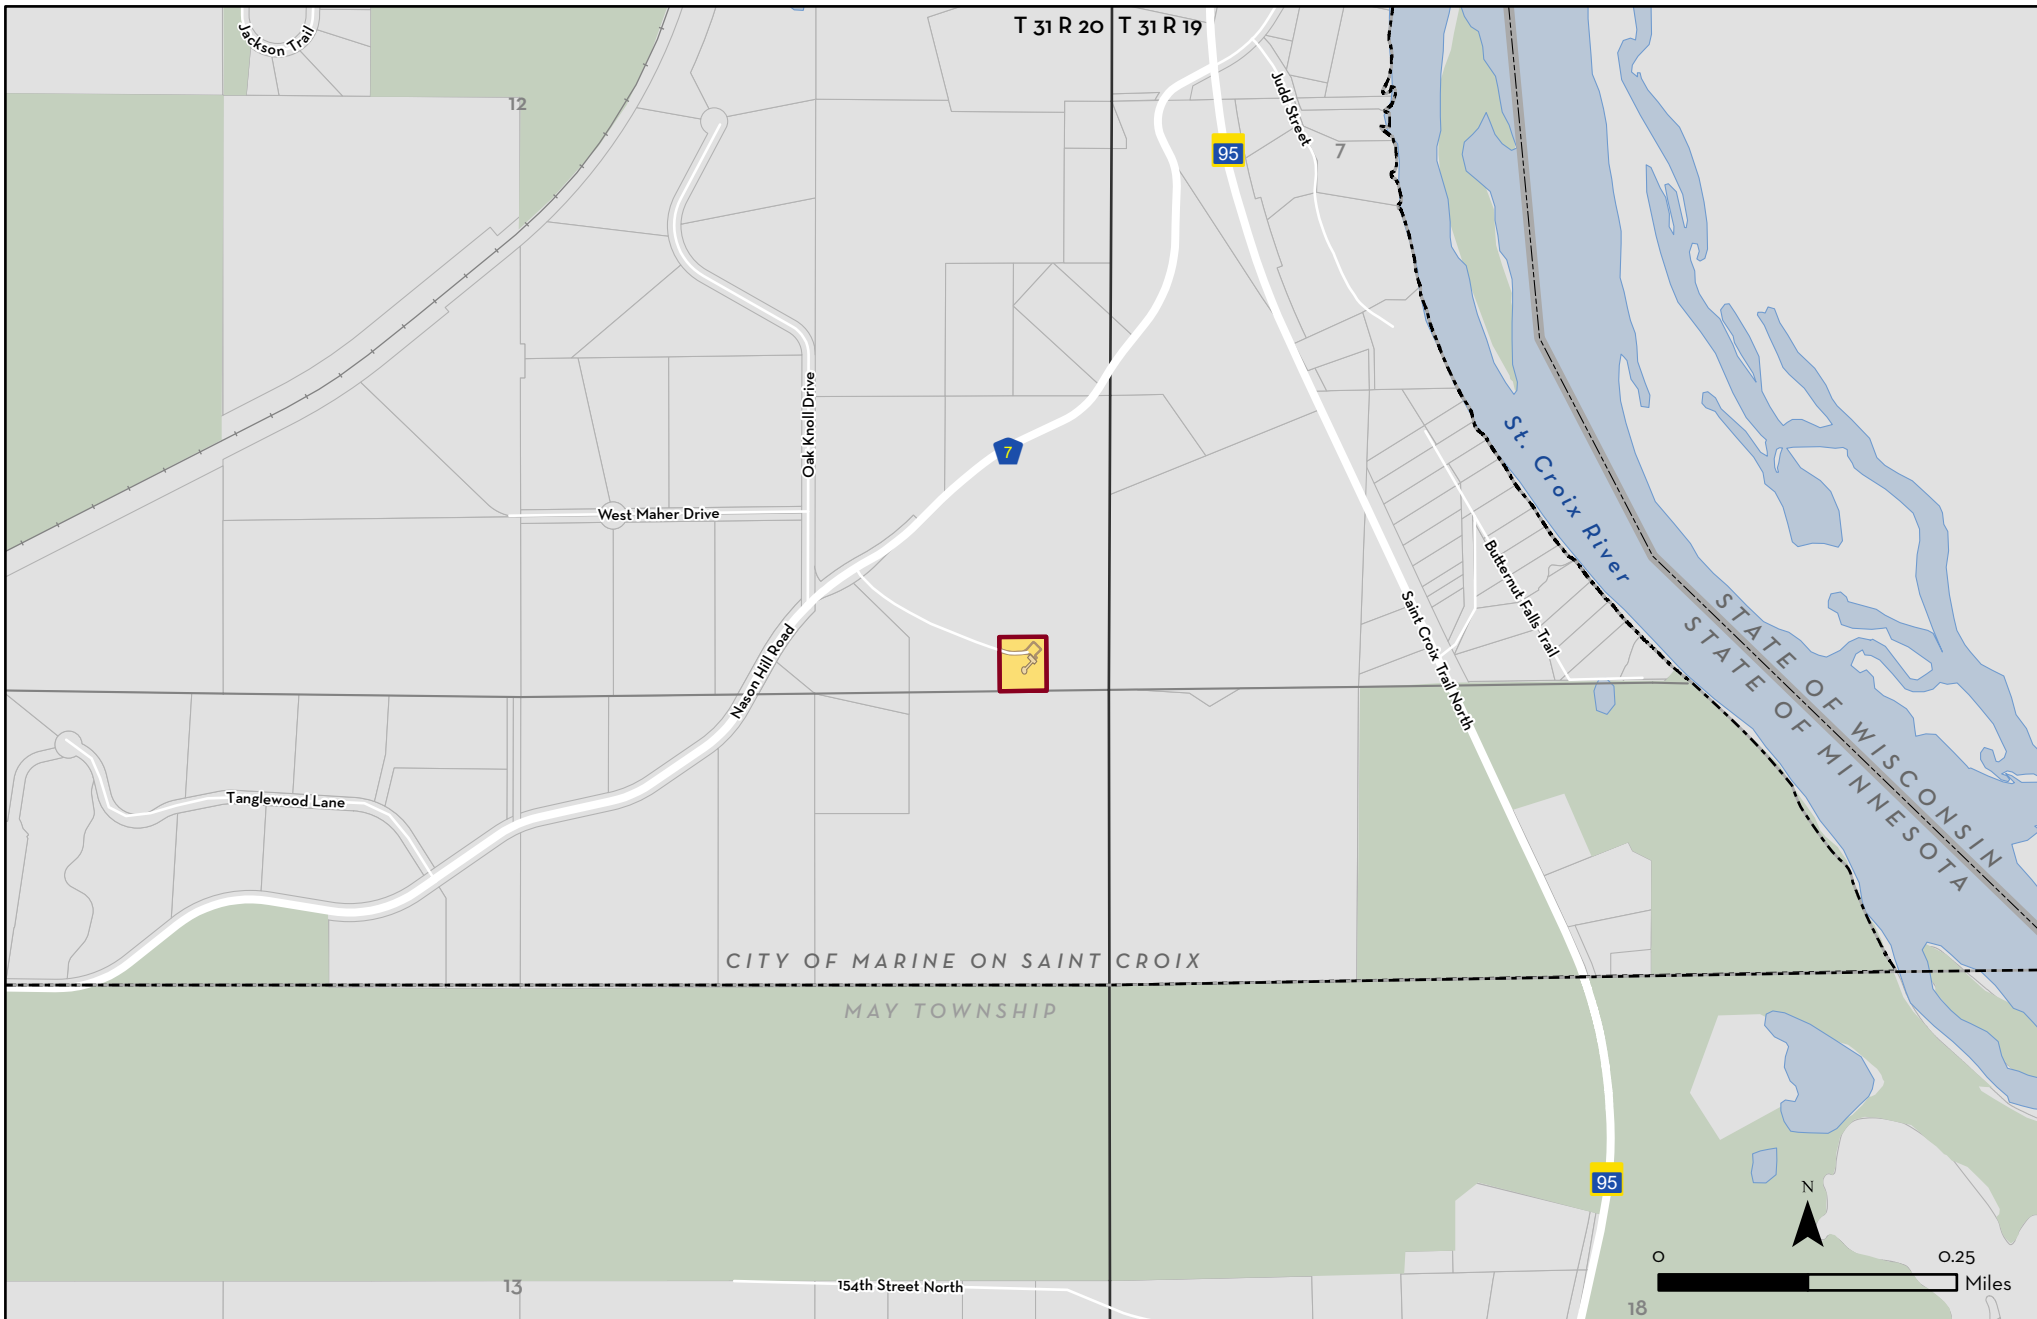 Jackson Trail
T 31 R 20
T 31 R 19
12
Judd Street
95
7
Oak Knoll Drive
7
St. Croix River
West Maher Drive
Butternut Falls Trail
Saint Croix Trail North
STATE OF WISCONSIN
STATE OF MINNESOTA
Nason Hill Road
Tanglewood Lane
CITY OF MARINE ON SAINT CROIX
MAY TOWNSHIP
95
N
0
0.25
Miles
13
154th Street North
18